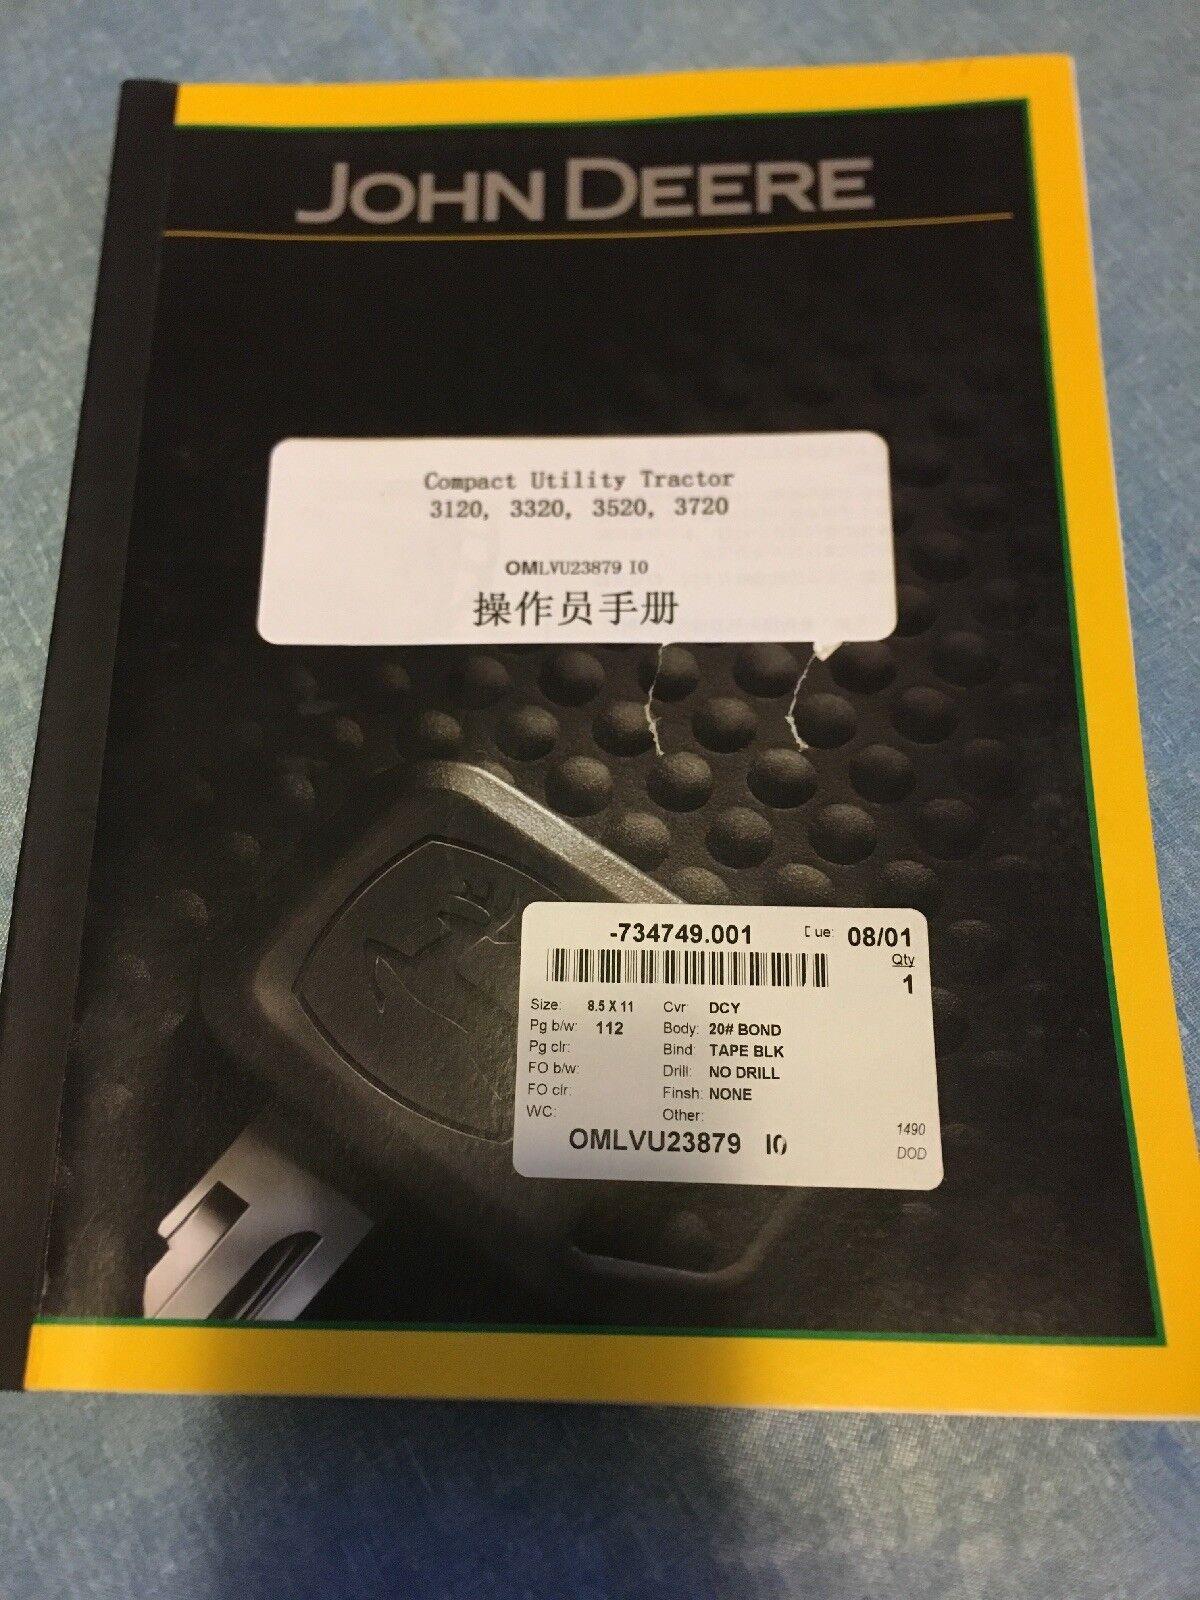 JOHN DEERE
Compact Utility Tractor
3120, 3320, 3520, 3720
OMLVU23879 I0
操作员手册
-734749.001 Due: 08/01
Qty
1
Size: 8.5 X 11 Cvr: DCY
Pg b/w: 112 Body: 20# BOND
Pg clr: Bind: TAPE BLK
FO b/w: Drill: NO DRILL
FO clr: Finsh: NONE
WC: Other:
OMLVU23879 I0
1490
DOD